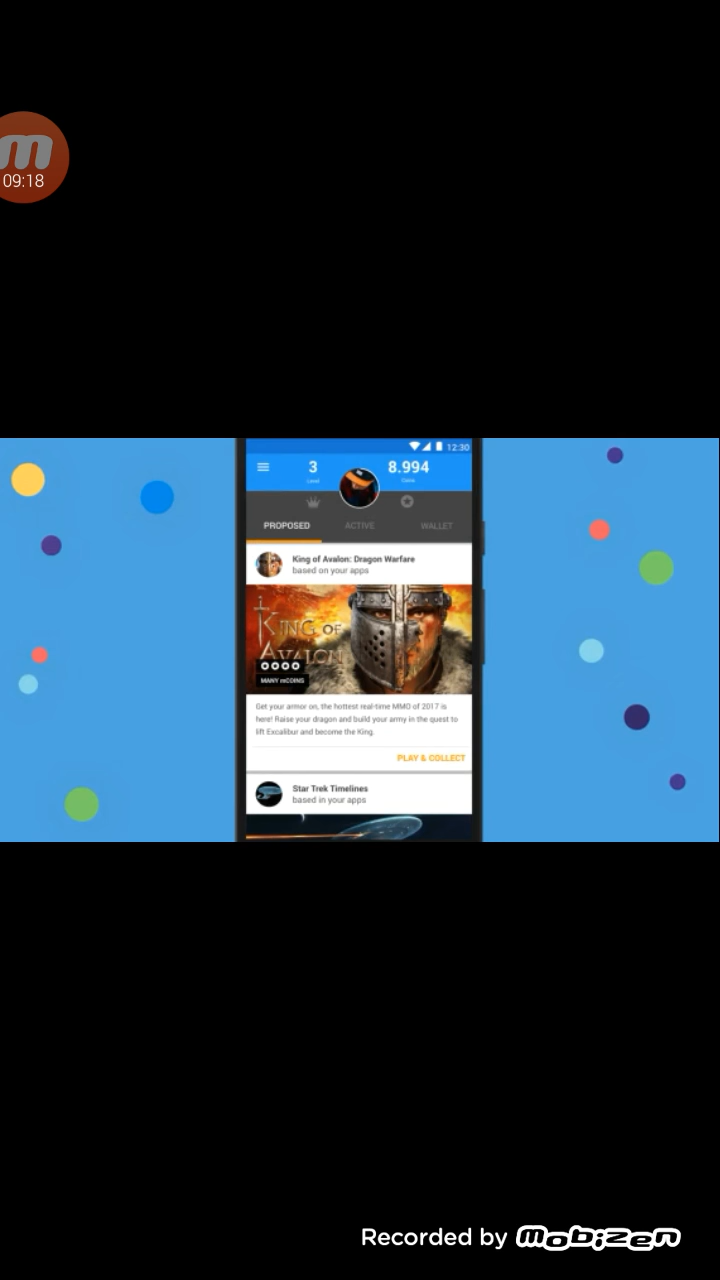 m
09:18
12:30
3
8.994
Level
Coins
PROPOSED
ACTIVE
WALLET
King of Avalon: Dragon Warfare
based on your apps
KING OF
AVALON
MANY mCOINS
Get your armor on, the hottest real-time MMO of 2017 is
here! Raise your dragon and build your army in the quest to
lift Excalibur and become the King.
PLAY & COLLECT
Star Trek Timelines
based in your apps
Recorded by mobizen